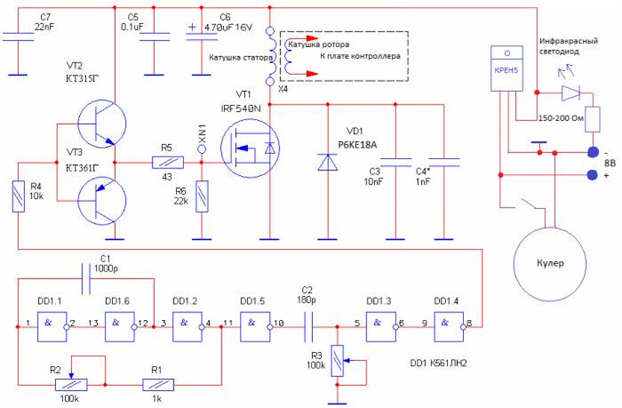 C7
22nF
C5
0.1uF
C6
+
470uF 16V
Катушка статора
Катушка ротора
К плате контроллера
X4
Инфракрасный
светодиод
КРЕН5
150-200 Ом
-
8В
+
Кулер
VT2
КТ315Г
VT3
КТ361Г
R4
10k
R5
43
XN1
R6
22k
VT1
IRF540N
VD1
P6KE18A
C3
10nF
C4*
1nF
C1
1000p
DD1.1
&
1
2
DD1.6
&
13
12
DD1.2
&
3
4
DD1.5
&
11
10
C2
180p
DD1.3
&
5
6
DD1.4
&
9
8
R2
100k
R1
1k
R3
100k
DD1 К561ЛН2